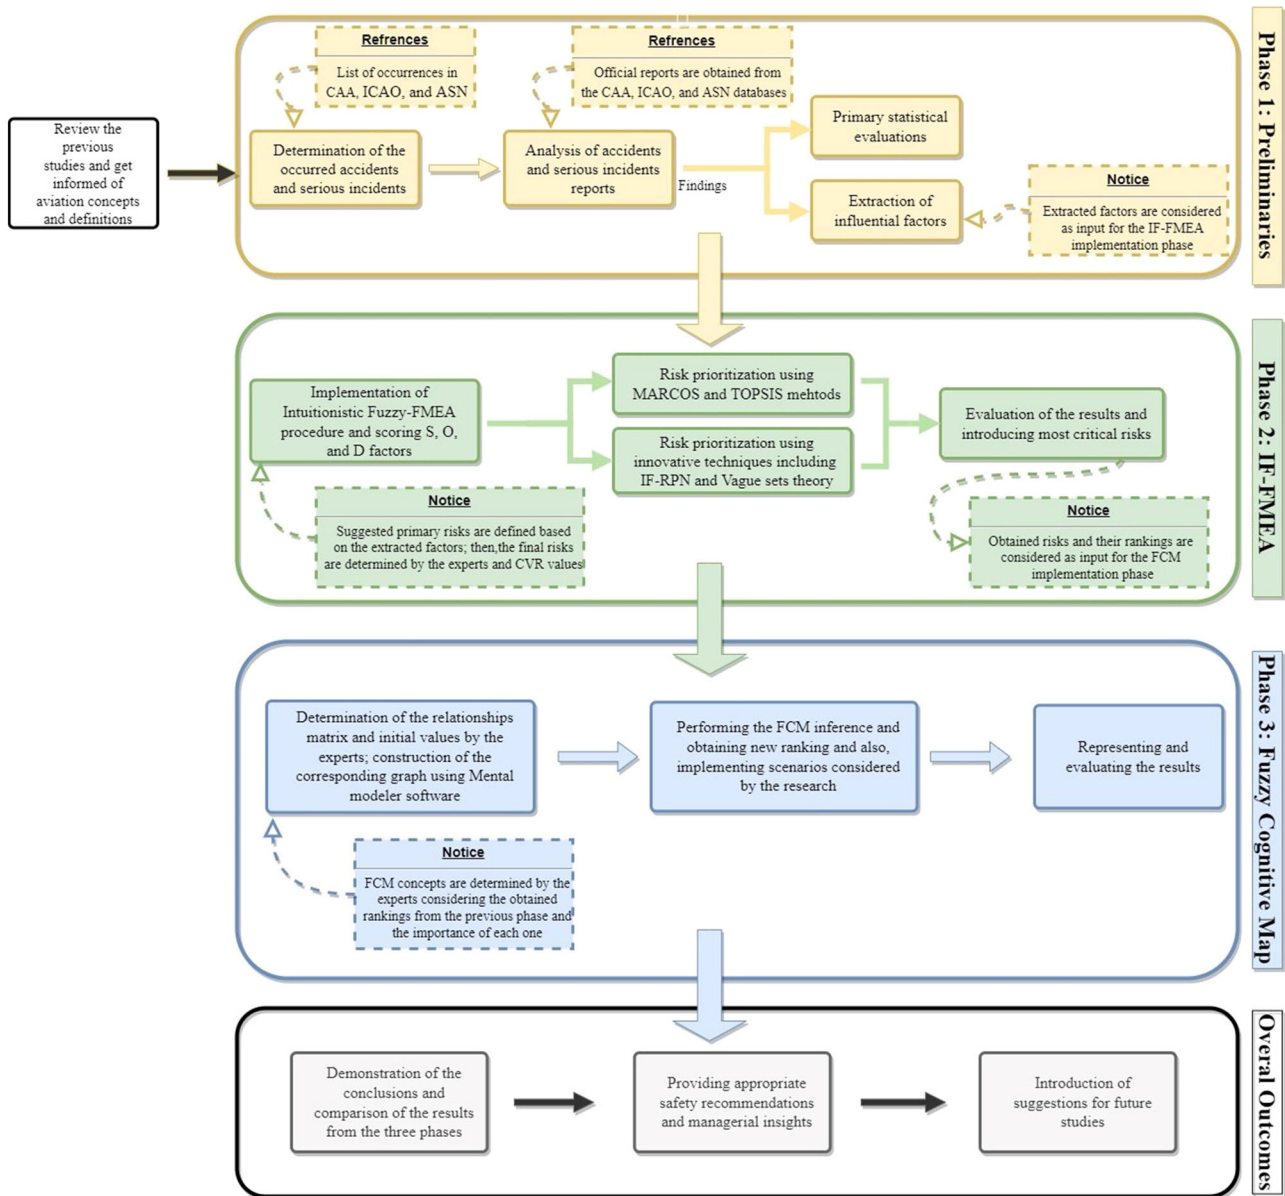 Review the
previous
studies and get
informed of
aviation concepts
and definitions
Phase 1: Preliminaries
Refrences
List of occurrences in
CAA, ICAO, and ASN
Refrences
Official reports are obtained from
the CAA, ICAO, and ASN databases
Determination of the
occurred accidents
and serious incidents
Analysis of accidents
and serious incidents
reports
Findings
Primary statistical
evaluations
Extraction of
influential factors
Notice
Extracted factors are considered
as input for the IF-FMEA
implementation phase
Phase 2: IF-FMEA
Implementation of
Intuitionistic Fuzzy-FMEA
procedure and scoring S, O,
and D factors
Risk prioritization using
MARCOS and TOPSIS mehtods
Risk prioritization using
innovative techniques including
IF-RPN and Vague sets theory
Evaluation of the results and
introducing most critical risks
Notice
Suggested primary risks are defined based
on the extracted factors; then,the final risks
are determined by the experts and CVR values
Notice
Obtained risks and their rankings are
considered as input for the FCM
implementation phase
Phase 3: Fuzzy Cognitive Map
Determination of the relationships
matrix and initial values by the
experts; construction of the
corresponding graph using Mental
modeler software
Performing the FCM inference and
obtaining new ranking and also,
implementing scenarios considered
by the research
Representing and
evaluating the results
Notice
FCM concepts are determined by the
experts considering the obtained
rankings from the previous phase and
the importance of each one
Overal Outcomes
Demonstration of the
conclusions and
comparison of the results
from the three phases
Providing appropriate
safety recommendations
and managerial insights
Introduction of
suggestions for future
studies